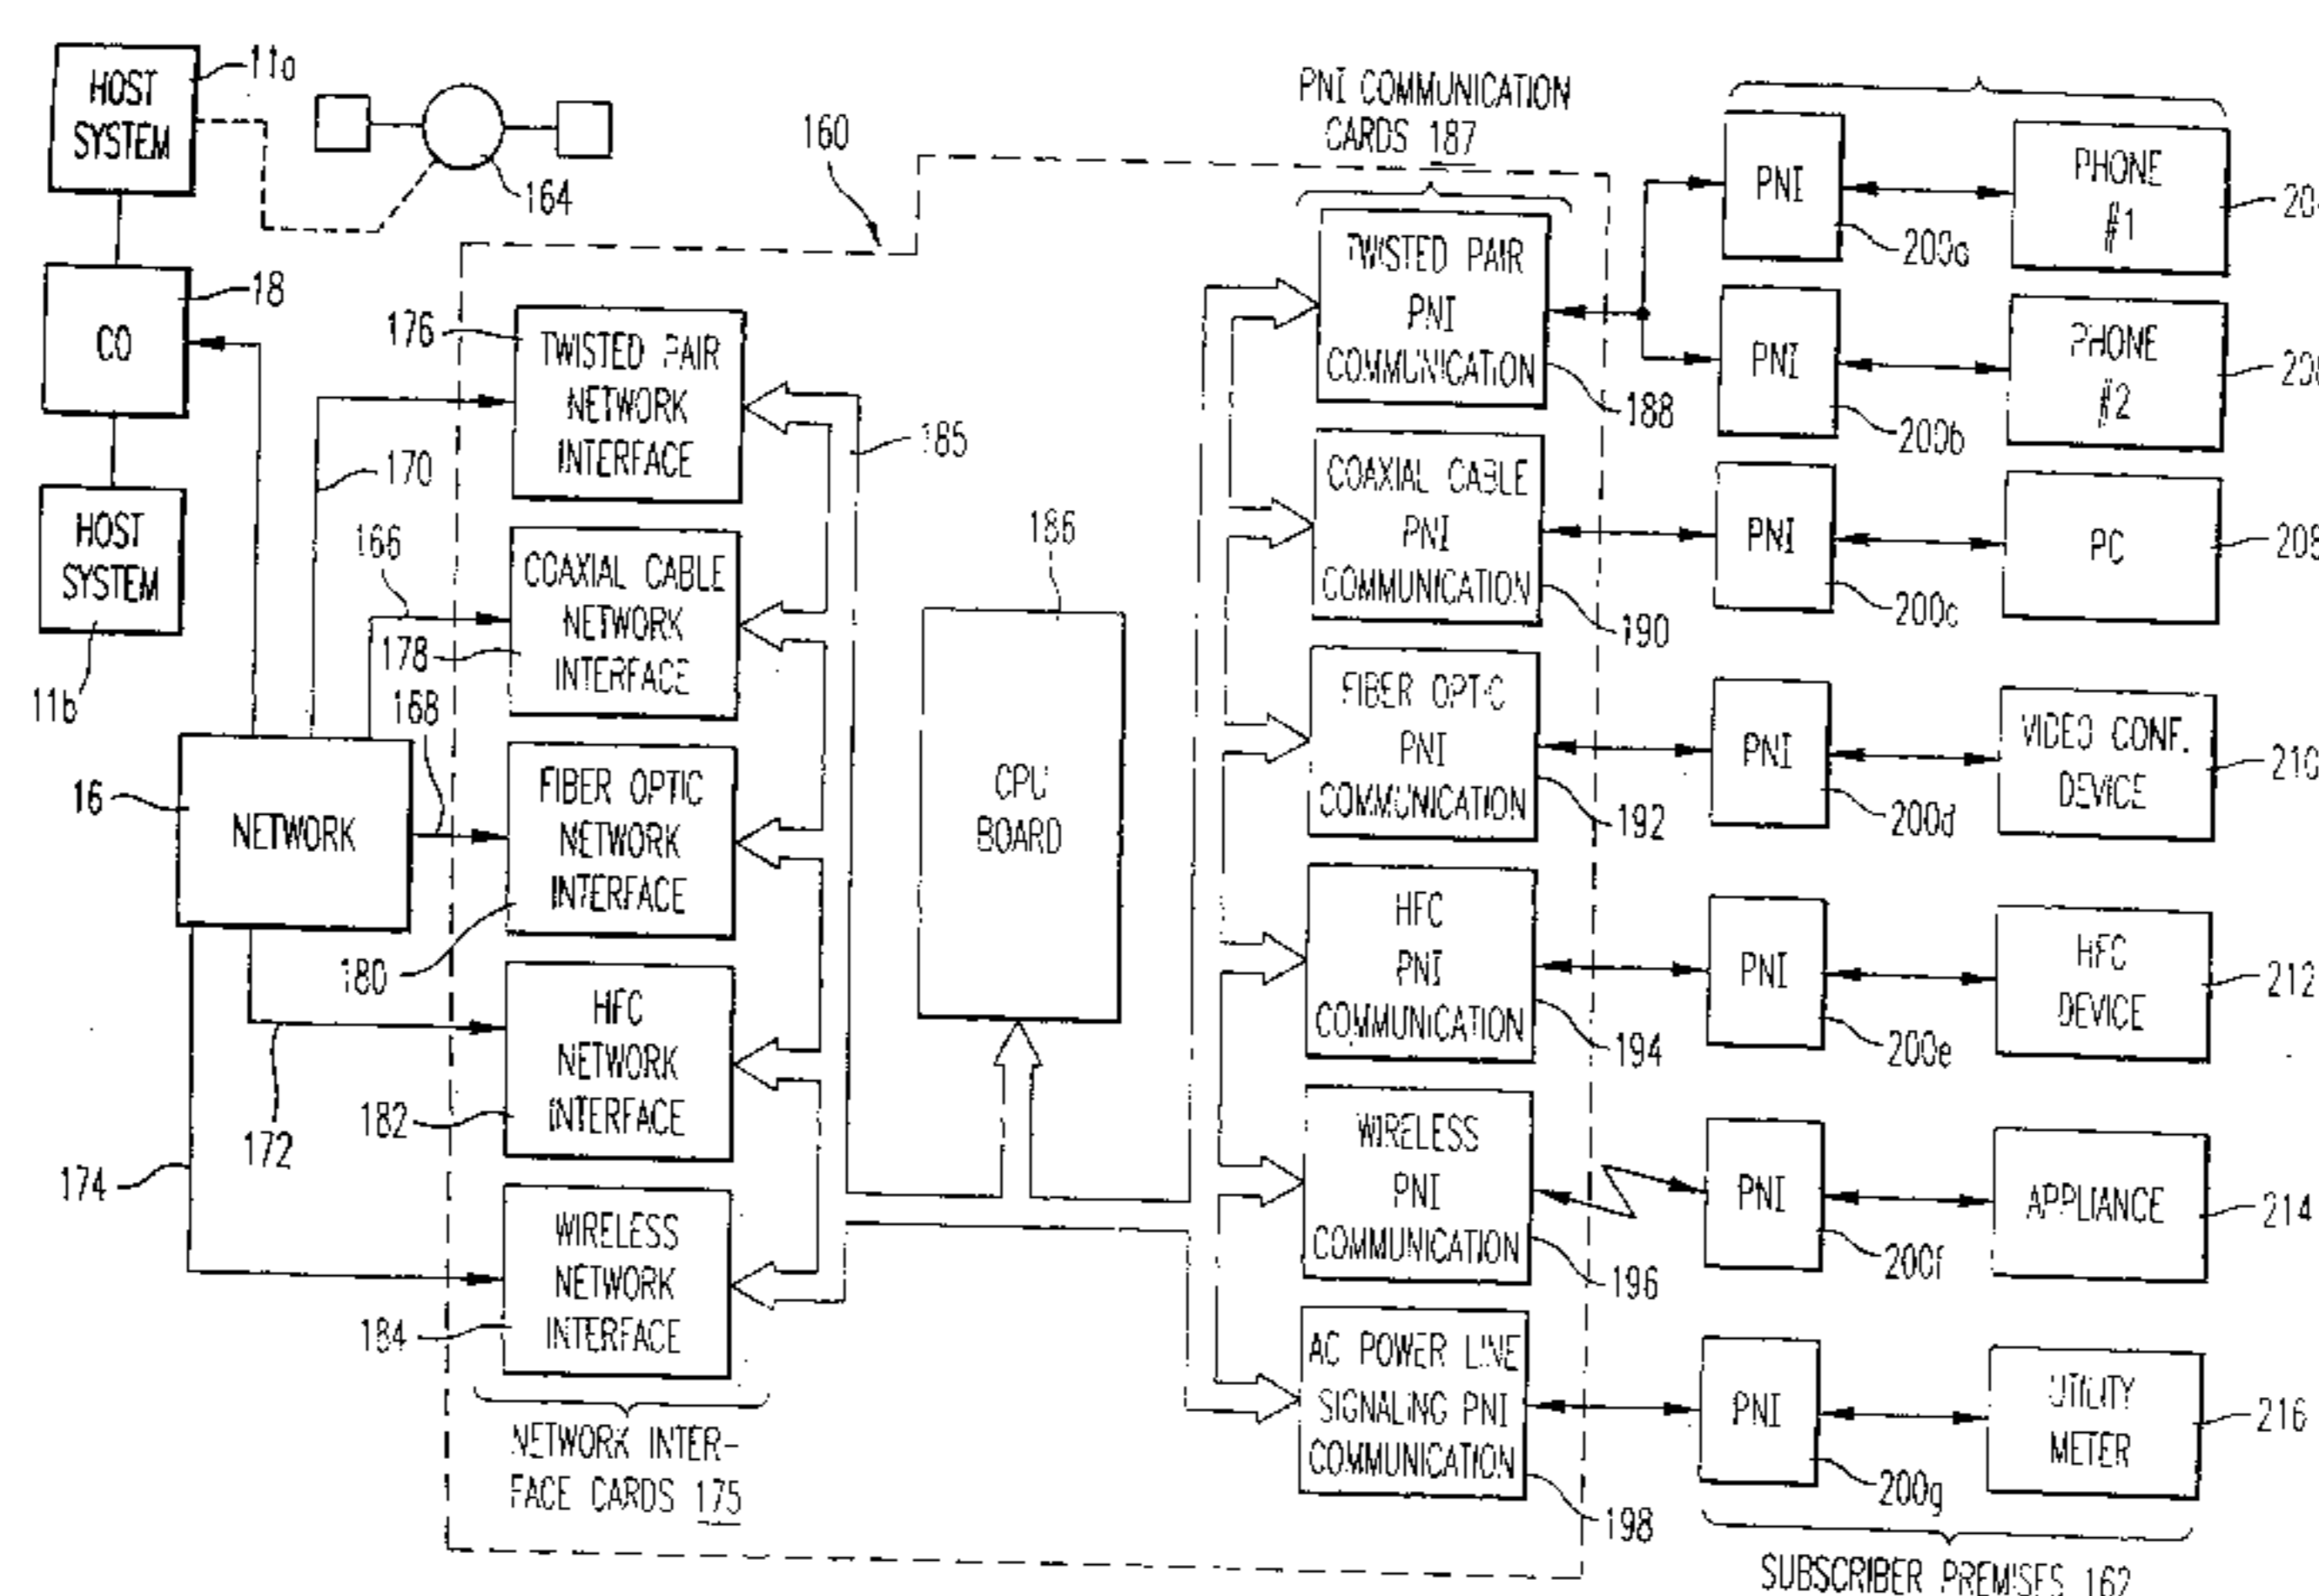 HOST
SYSTEM
11a
164
CO
18
HOST
SYSTEM
11b
160
PNI COMMUNICATION
CARDS 187
176
TWISTED PAIR
NETWORK
INTERFACE
170
166
178
COAXIAL CABLE
NETWORK
INTERFACE
168
16
NETWORK
FIBER OPTIC
NETWORK
INTERFACE
180
HFC
NETWORK
INTERFACE
182
172
174
WIRELESS
NETWORK
INTERFACE
184
NETWORK INTER-
FACE CARDS 175
185
186
CPU
BOARD
TWISTED PAIR
PNI
COMMUNICATION
188
COAXIAL CABLE
PNI
COMMUNICATION
190
FIBER OPTIC
PNI
COMMUNICATION
192
HFC
PNI
COMMUNICATION
194
WIRELESS
PNI
COMMUNICATION
196
AC POWER LINE
SIGNALING PNI
COMMUNICATION
198
PNI
200a
PHONE
#1
PNI
200b
PHONE
#2
PNI
200c
PC
208
PNI
200d
VIDEO CONF.
DEVICE
210
PNI
200e
HFC
DEVICE
212
PNI
200f
APPLIANCE
214
PNI
200g
UTILITY
METER
216
SUBSCRIBER PREMISES 162